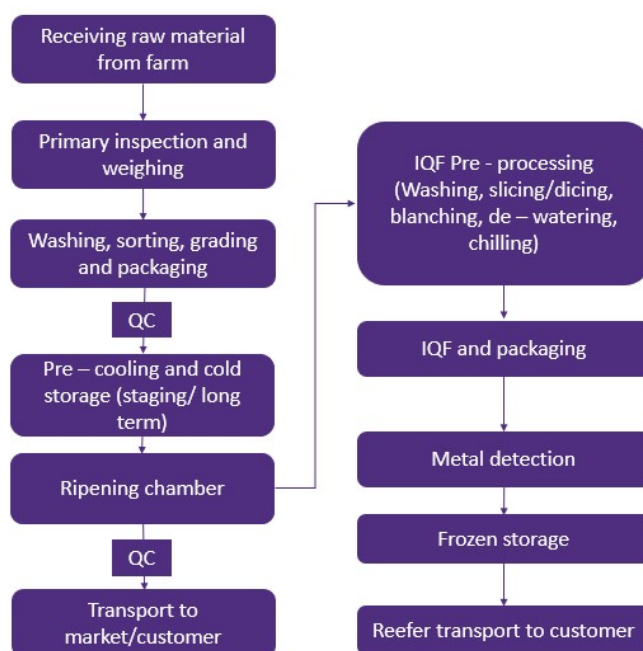 Receiving raw material
from farm
Primary inspection and
weighing
Washing, sorting, grading
and packaging
QC
Pre – cooling and cold
storage (staging/ long
term)
Ripening chamber
QC
Transport to
market/customer
IQF Pre - processing
(Washing, slicing/dicing,
blanching, de – watering,
chilling)
IQF and packaging
Metal detection
Frozen storage
Reefer transport to customer